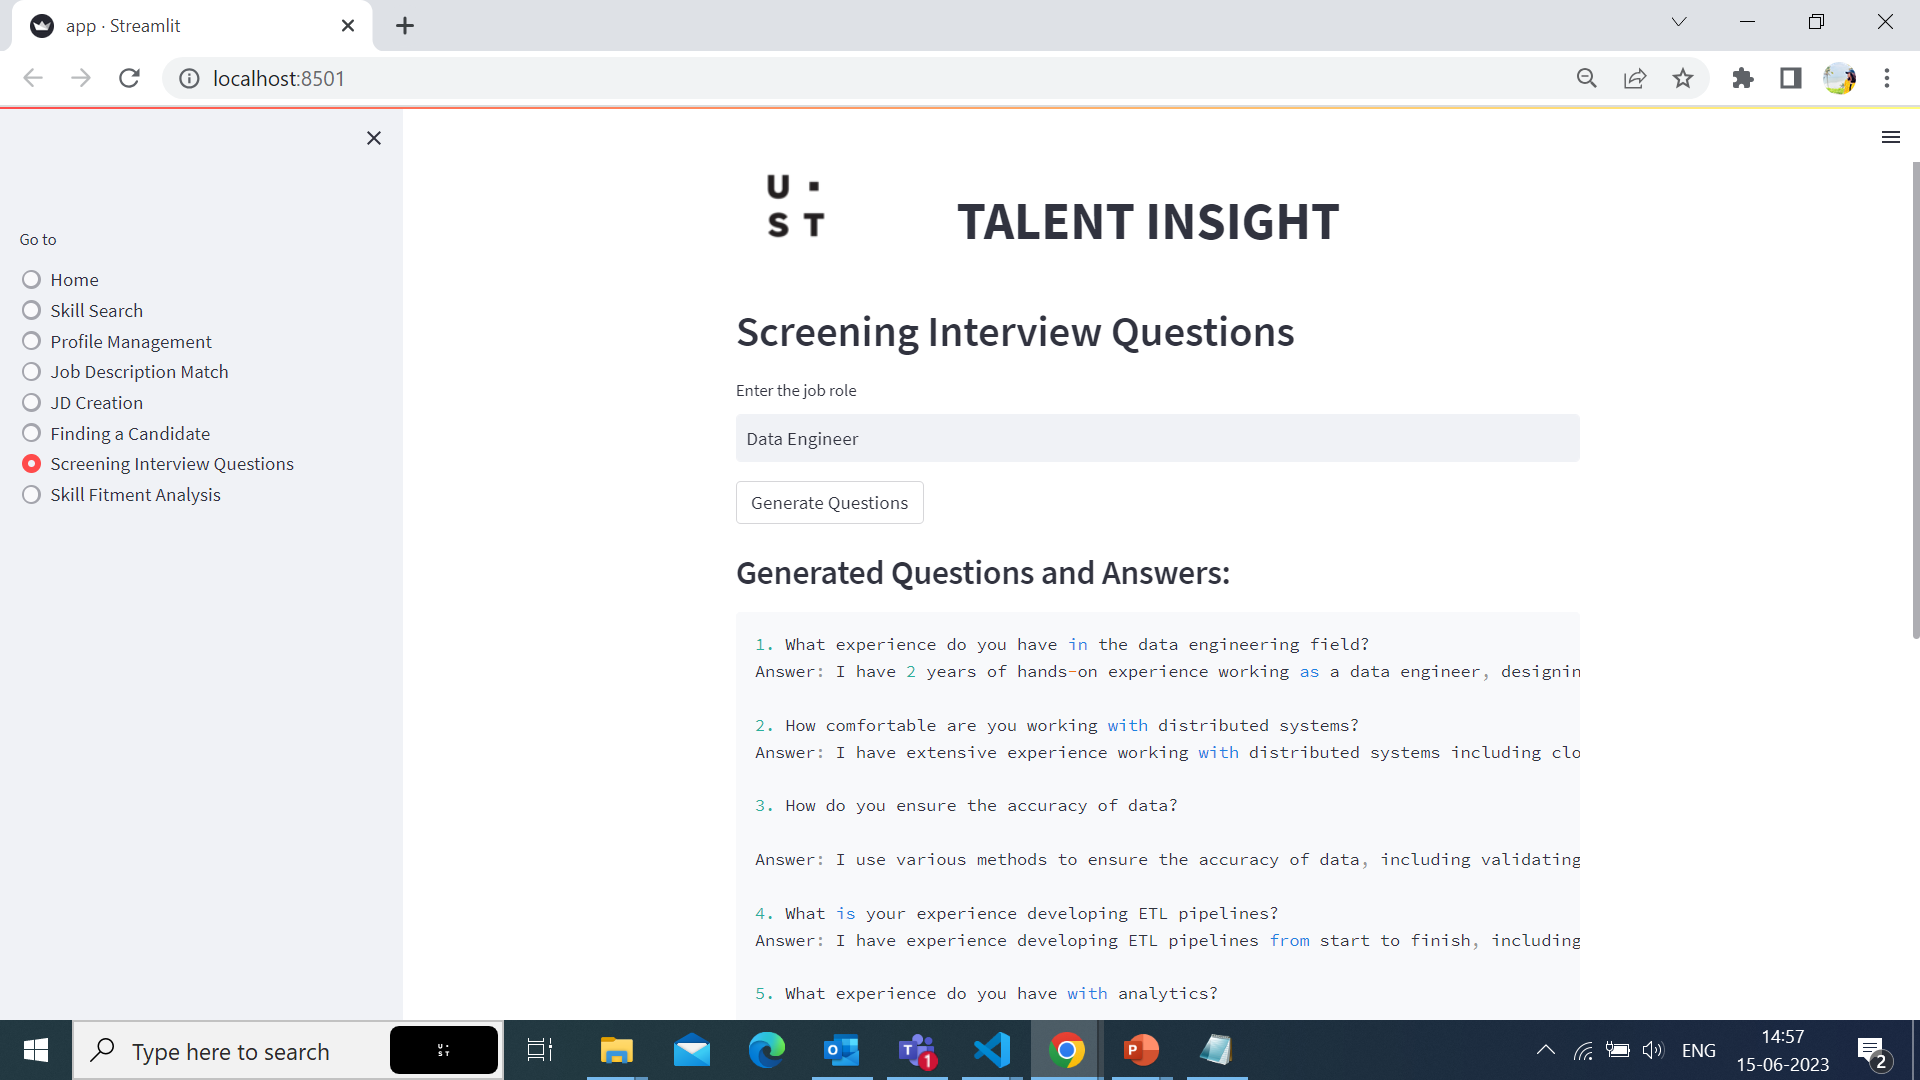 app · Streamlit
localhost:8501
Go to
Home
Skill Search
Profile Management
Job Description Match
JD Creation
Finding a Candidate
Screening Interview Questions
Skill Fitment Analysis
U ·
S T
TALENT INSIGHT
Screening Interview Questions
Enter the job role
Data Engineer
Generate Questions
Generated Questions and Answers:
1. What experience do you have in the data engineering field?
Answer: I have 2 years of hands-on experience working as a data engineer, designin
2. How comfortable are you working with distributed systems?
Answer: I have extensive experience working with distributed systems including clo
3. How do you ensure the accuracy of data?
Answer: I use various methods to ensure the accuracy of data, including validating
4. What is your experience developing ETL pipelines?
Answer: I have experience developing ETL pipelines from start to finish, including
5. What experience do you have with analytics?
Type here to search
U ·
S T
1
ENG
14:57
15-06-2023
2